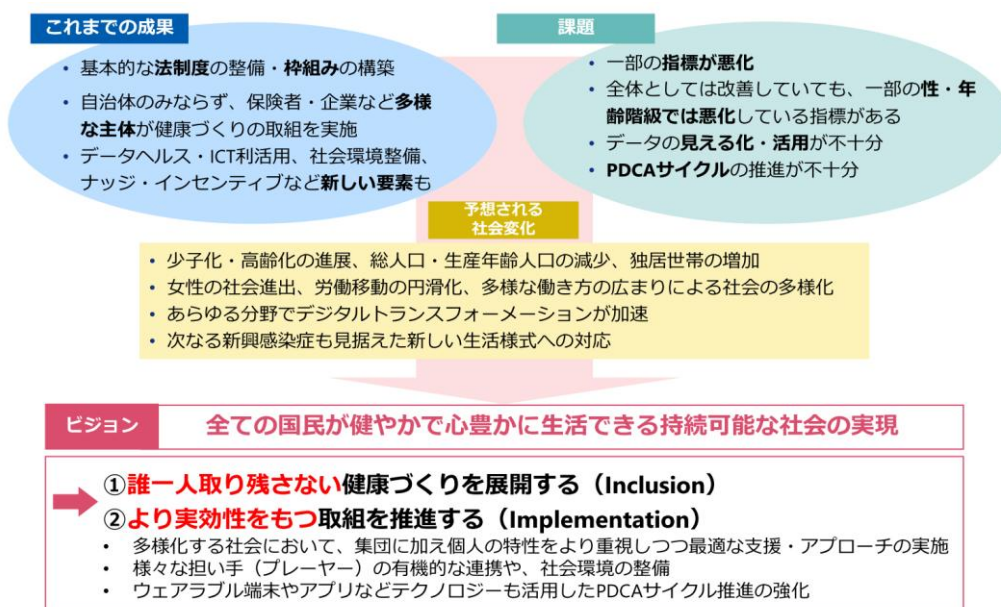 これまでの成果
・ 基本的な法制度の整備・枠組みの構築
・ 自治体のみならず、保険者・企業など多様
な主体が健康づくりの取組を実施
・ データヘルス・ICT利活用、社会環境整備、
ナッジ・インセンティブなど新しい要素も
課題
・ 一部の指標が悪化
・ 全体としては改善していても、一部の性・年
齢階級では悪化している指標がある
・ データの見える化・活用が不十分
・ PDCAサイクルの推進が不十分
予想される
社会変化
・ 少子化・高齢化の進展、総人口・生産年齢人口の減少、独居世帯の増加
・ 女性の社会進出、労働移動の円滑化、多様な働き方の広まりによる社会の多様化
・ あらゆる分野でデジタルトランスフォーメーションが加速
・ 次なる新興感染症も見据えた新しい生活様式への対応
ビジョン
全ての国民が健やかで心豊かに生活できる持続可能な社会の実現
①誰一人取り残さない健康づくりを展開する（Inclusion）
②より実効性をもつ取組を推進する（Implementation）
・ 多様化する社会において、集団に加え個人の特性をより重視しつつ最適な支援・アプローチの実施
・ 様々な担い手（プレーヤー）の有機的な連携や、社会環境の整備
・ ウェアラブル端末やアプリなどテクノロジーも活用したPDCAサイクル推進の強化